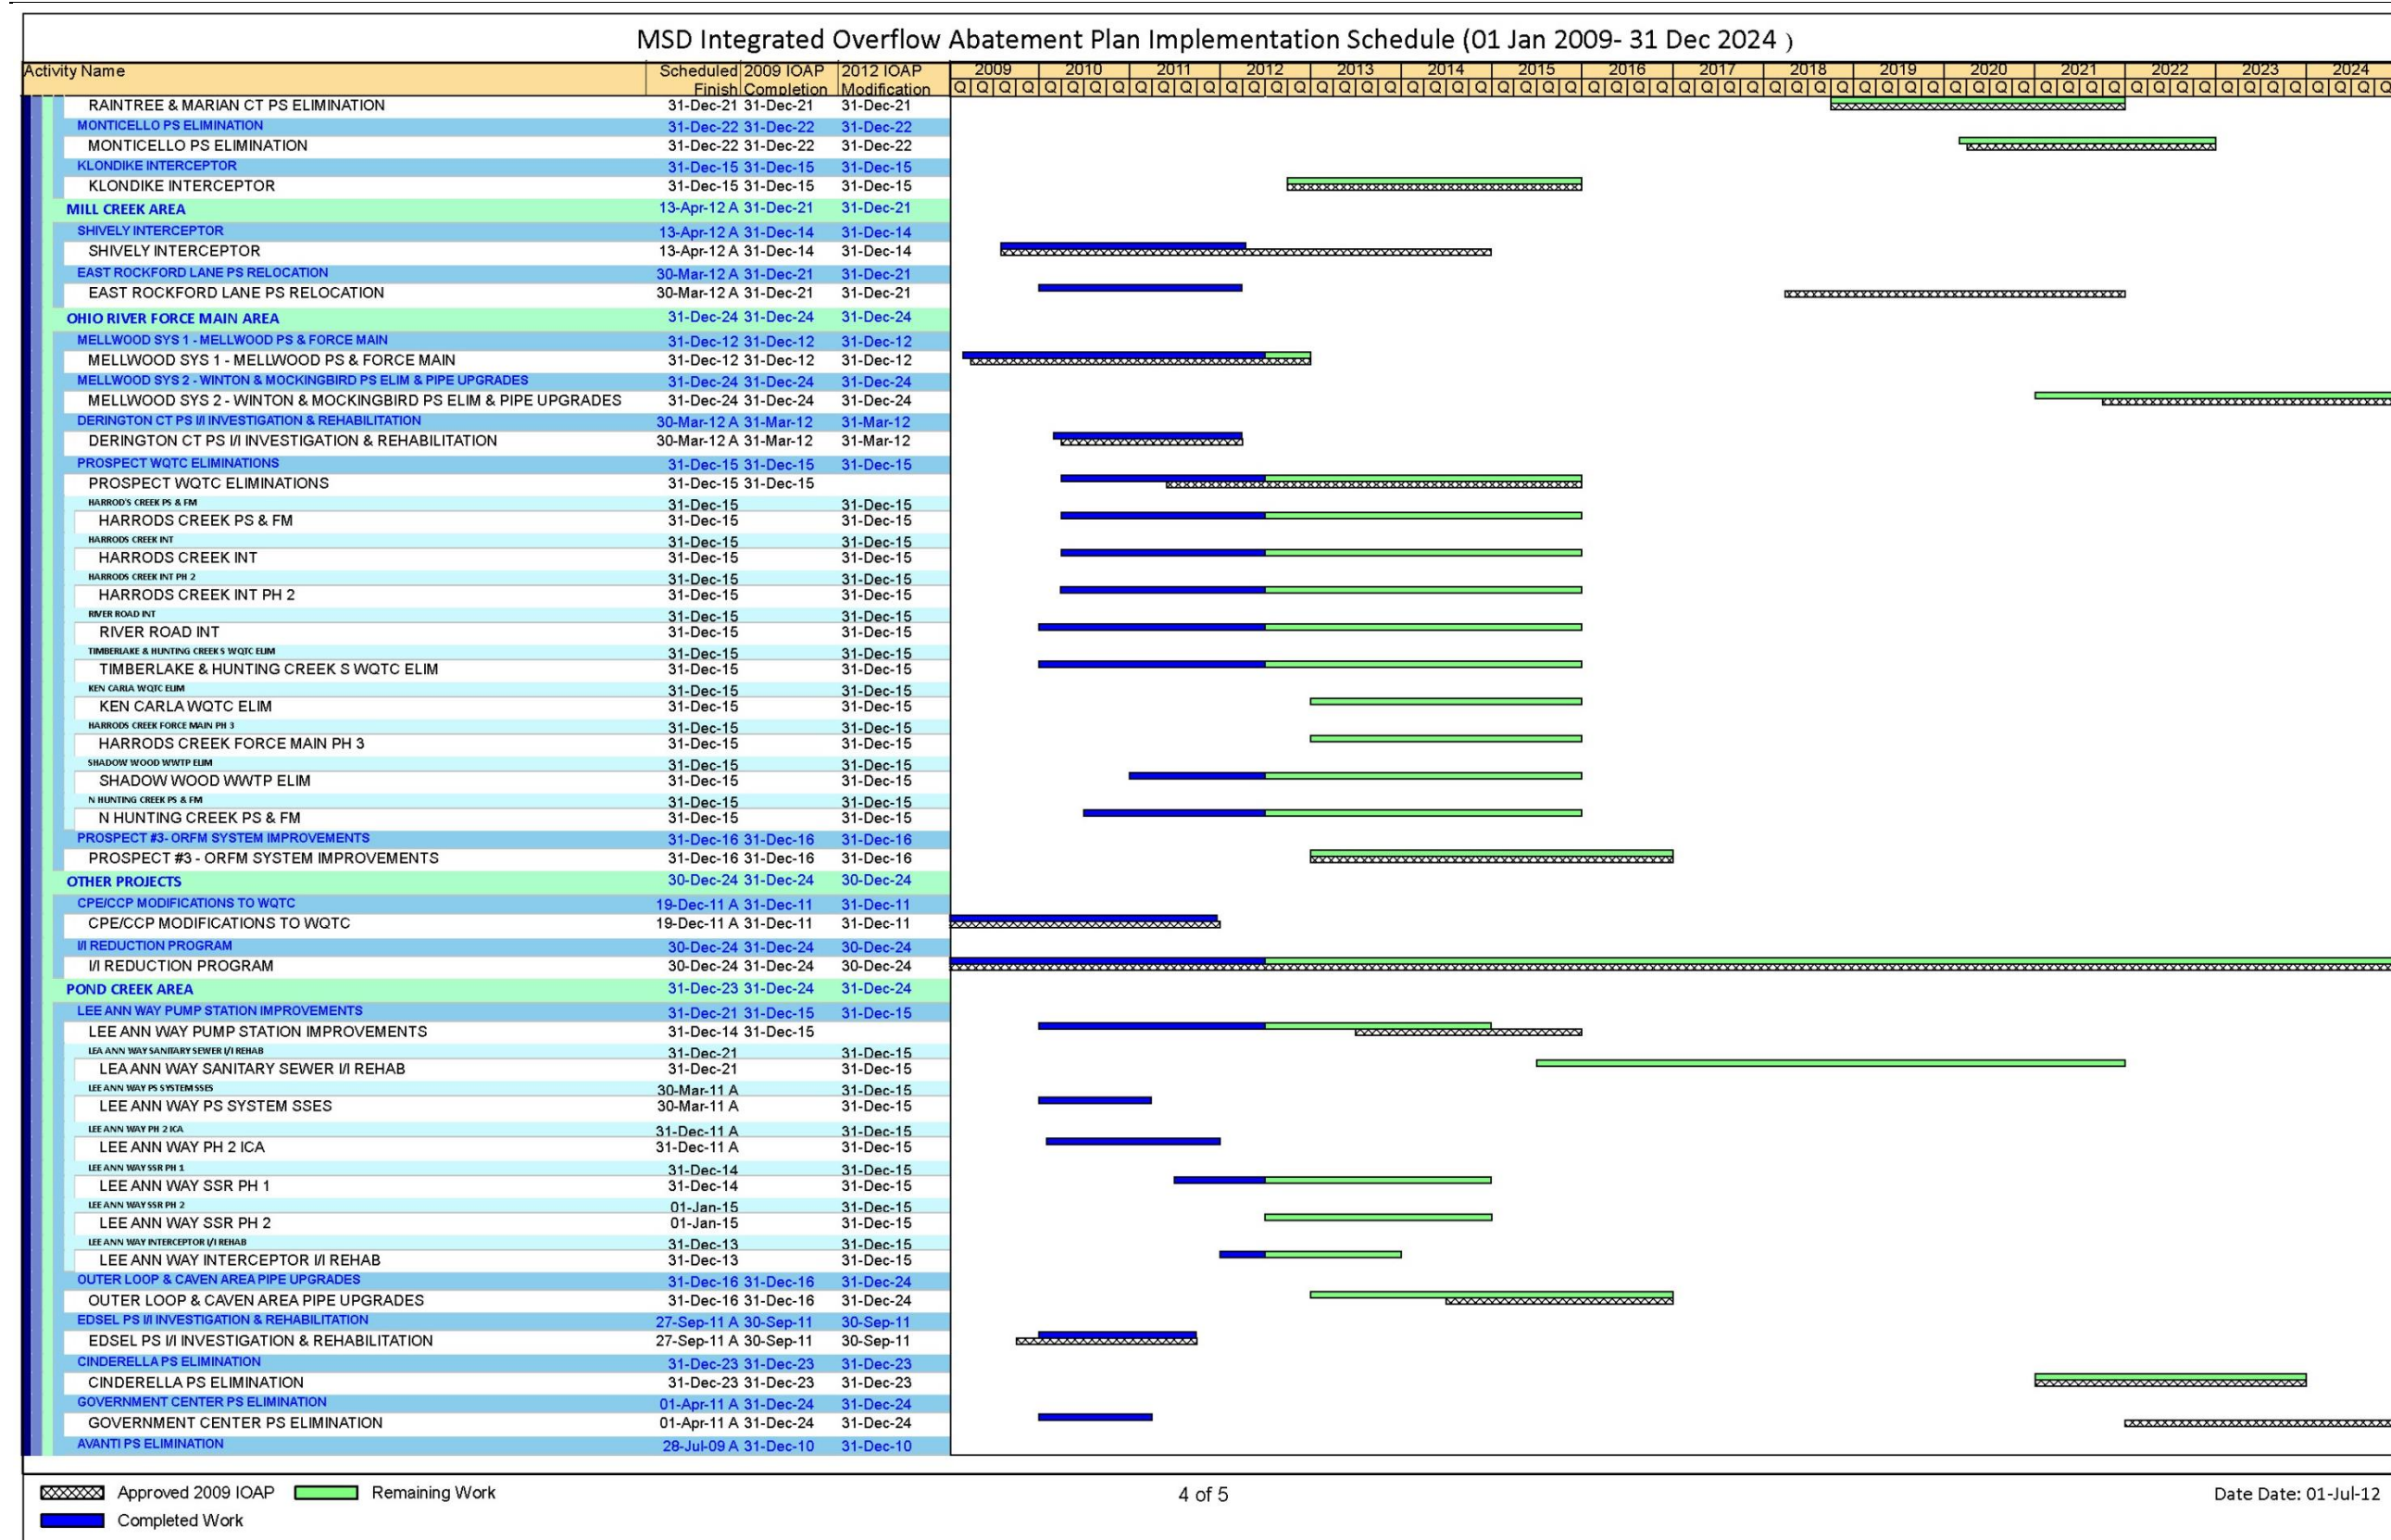 MSD Integrated Overflow Abatement Plan Implementation Schedule (01 Jan 2009- 31 Dec 2024 )
Activity Name Scheduled Finish 2009 IOAP Completion 2012 IOAP Modification 2009 2010 2011 2012 2013 2014 2015 2016 2017 2018 2019 2020 2021 2022 2023 2024
Q Q Q Q Q Q Q Q Q Q Q Q Q Q Q Q Q Q Q Q Q Q Q Q Q Q Q Q Q Q Q Q Q Q Q Q Q Q Q Q Q Q Q Q Q Q Q Q Q Q Q Q Q Q Q Q Q Q Q Q Q Q Q Q
RAINTREE & MARIAN CT PS ELIMINATION 31-Dec-21 31-Dec-21 31-Dec-21
MONTICELLO PS ELIMINATION 31-Dec-22 31-Dec-22 31-Dec-22
MONTICELLO PS ELIMINATION 31-Dec-22 31-Dec-22 31-Dec-22
KLONDIKE INTERCEPTOR 31-Dec-15 31-Dec-15 31-Dec-15
KLONDIKE INTERCEPTOR 31-Dec-15 31-Dec-15 31-Dec-15
MILL CREEK AREA 13-Apr-12 A 31-Dec-21 31-Dec-21
SHIVELY INTERCEPTOR 13-Apr-12 A 31-Dec-14 31-Dec-14
SHIVELY INTERCEPTOR 13-Apr-12 A 31-Dec-14 31-Dec-14
EAST ROCKFORD LANE PS RELOCATION 30-Mar-12 A 31-Dec-21 31-Dec-21
EAST ROCKFORD LANE PS RELOCATION 30-Mar-12 A 31-Dec-21 31-Dec-21
OHIO RIVER FORCE MAIN AREA 31-Dec-24 31-Dec-24 31-Dec-24
MELLWOOD SYS 1 - MELLWOOD PS & FORCE MAIN 31-Dec-12 31-Dec-12 31-Dec-12
MELLWOOD SYS 1 - MELLWOOD PS & FORCE MAIN 31-Dec-12 31-Dec-12 31-Dec-12
MELLWOOD SYS 2 - WINTON & MOCKINGBIRD PS ELIM & PIPE UPGRADES 31-Dec-24 31-Dec-24 31-Dec-24
MELLWOOD SYS 2 - WINTON & MOCKINGBIRD PS ELIM & PIPE UPGRADES 31-Dec-24 31-Dec-24 31-Dec-24
DERINGTON CT PS I/I INVESTIGATION & REHABILITATION 30-Mar-12 A 31-Mar-12 31-Mar-12
DERINGTON CT PS I/I INVESTIGATION & REHABILITATION 30-Mar-12 A 31-Mar-12 31-Mar-12
PROSPECT WQTC ELIMINATIONS 31-Dec-15 31-Dec-15 31-Dec-15
PROSPECT WQTC ELIMINATIONS 31-Dec-15 31-Dec-15
HARROD'S CREEK PS & FM 31-Dec-15 31-Dec-15
HARRODS CREEK PS & FM 31-Dec-15 31-Dec-15
HARRODS CREEK INT 31-Dec-15 31-Dec-15
HARRODS CREEK INT 31-Dec-15 31-Dec-15
HARRODS CREEK INT PH 2 31-Dec-15 31-Dec-15
HARRODS CREEK INT PH 2 31-Dec-15 31-Dec-15
RIVER ROAD INT 31-Dec-15 31-Dec-15
RIVER ROAD INT 31-Dec-15 31-Dec-15
TIMBERLAKE & HUNTING CREEK S WQTC ELIM 31-Dec-15 31-Dec-15
TIMBERLAKE & HUNTING CREEK S WQTC ELIM 31-Dec-15 31-Dec-15
KEN CARLA WQTC ELIM 31-Dec-15 31-Dec-15
KEN CARLA WQTC ELIM 31-Dec-15 31-Dec-15
HARRODS CREEK FORCE MAIN PH 3 31-Dec-15 31-Dec-15
HARRODS CREEK FORCE MAIN PH 3 31-Dec-15 31-Dec-15
SHADOW WOOD WWTP ELIM 31-Dec-15 31-Dec-15
SHADOW WOOD WWTP ELIM 31-Dec-15 31-Dec-15
N HUNTING CREEK PS & FM 31-Dec-15 31-Dec-15
N HUNTING CREEK PS & FM 31-Dec-15 31-Dec-15
PROSPECT #3- ORFM SYSTEM IMPROVEMENTS 31-Dec-16 31-Dec-16 31-Dec-16
PROSPECT #3 - ORFM SYSTEM IMPROVEMENTS 31-Dec-16 31-Dec-16 31-Dec-16
OTHER PROJECTS 30-Dec-24 31-Dec-24 30-Dec-24
CPE/CCP MODIFICATIONS TO WQTC 19-Dec-11 A 31-Dec-11 31-Dec-11
CPE/CCP MODIFICATIONS TO WQTC 19-Dec-11 A 31-Dec-11 31-Dec-11
I/I REDUCTION PROGRAM 30-Dec-24 31-Dec-24 30-Dec-24
I/I REDUCTION PROGRAM 30-Dec-24 31-Dec-24 30-Dec-24
POND CREEK AREA 31-Dec-23 31-Dec-24 31-Dec-24
LEE ANN WAY PUMP STATION IMPROVEMENTS 31-Dec-21 31-Dec-15 31-Dec-15
LEE ANN WAY PUMP STATION IMPROVEMENTS 31-Dec-14 31-Dec-15
LEA ANN WAY SANITARY SEWER I/I REHAB 31-Dec-21 31-Dec-15
LEA ANN WAY SANITARY SEWER I/I REHAB 31-Dec-21 31-Dec-15
LEE ANN WAY PS SYSTEM SSES 30-Mar-11 A 31-Dec-15
LEE ANN WAY PS SYSTEM SSES 30-Mar-11 A 31-Dec-15
LEE ANN WAY PH 2 ICA 31-Dec-11 A 31-Dec-15
LEE ANN WAY PH 2 ICA 31-Dec-11 A 31-Dec-15
LEE ANN WAY SSR PH 1 31-Dec-14 31-Dec-15
LEE ANN WAY SSR PH 1 31-Dec-14 31-Dec-15
LEE ANN WAY SSR PH 2 01-Jan-15 31-Dec-15
LEE ANN WAY SSR PH 2 01-Jan-15 31-Dec-15
LEE ANN WAY INTERCEPTOR I/I REHAB 31-Dec-13 31-Dec-15
LEE ANN WAY INTERCEPTOR I/I REHAB 31-Dec-13 31-Dec-15
OUTER LOOP & CAVEN AREA PIPE UPGRADES 31-Dec-16 31-Dec-16 31-Dec-24
OUTER LOOP & CAVEN AREA PIPE UPGRADES 31-Dec-16 31-Dec-16 31-Dec-24
EDSEL PS I/I INVESTIGATION & REHABILITATION 27-Sep-11 A 30-Sep-11 30-Sep-11
EDSEL PS I/I INVESTIGATION & REHABILITATION 27-Sep-11 A 30-Sep-11 30-Sep-11
CINDERELLA PS ELIMINATION 31-Dec-23 31-Dec-23 31-Dec-23
CINDERELLA PS ELIMINATION 31-Dec-23 31-Dec-23 31-Dec-23
GOVERNMENT CENTER PS ELIMINATION 01-Apr-11 A 31-Dec-24 31-Dec-24
GOVERNMENT CENTER PS ELIMINATION 01-Apr-11 A 31-Dec-24 31-Dec-24
AVANTI PS ELIMINATION 28-Jul-09 A 31-Dec-10 31-Dec-10
Approved 2009 IOAP Remaining Work 4 of 5 Date Date: 01-Jul-12
Completed Work